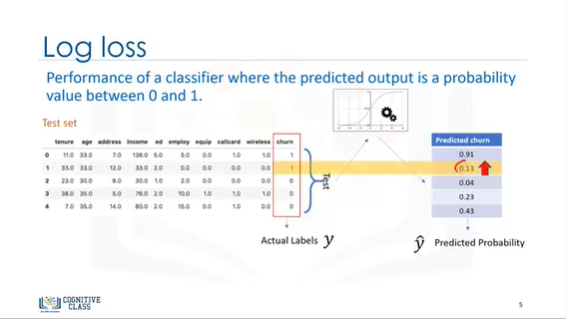 Log loss
Performance of a classifier where the predicted output is a probability
value between 0 and 1.
Test set
tenure age address income ed employ equip callcard wireless churn
0 11.0 33.0 7.0 136.0 5.0 5.0 0.0 1.0 1.0 1
1 33.0 33.0 12.0 33.0 2.0 0.0 0.0 0.0 0.0 1
2 23.0 30.0 9.0 30.0 1.0 2.0 0.0 0.0 0.0 0
3 38.0 35.0 5.0 76.0 2.0 10.0 1.0 1.0 1.0 0
4 7.0 35.0 14.0 80.0 2.0 15.0 0.0 1.0 0.0 0
Test
Predicted churn
0.91
0.13
0.04
0.23
0.43
Actual Labels y
ŷ Predicted Probability
COGNITIVE
CLASS
5